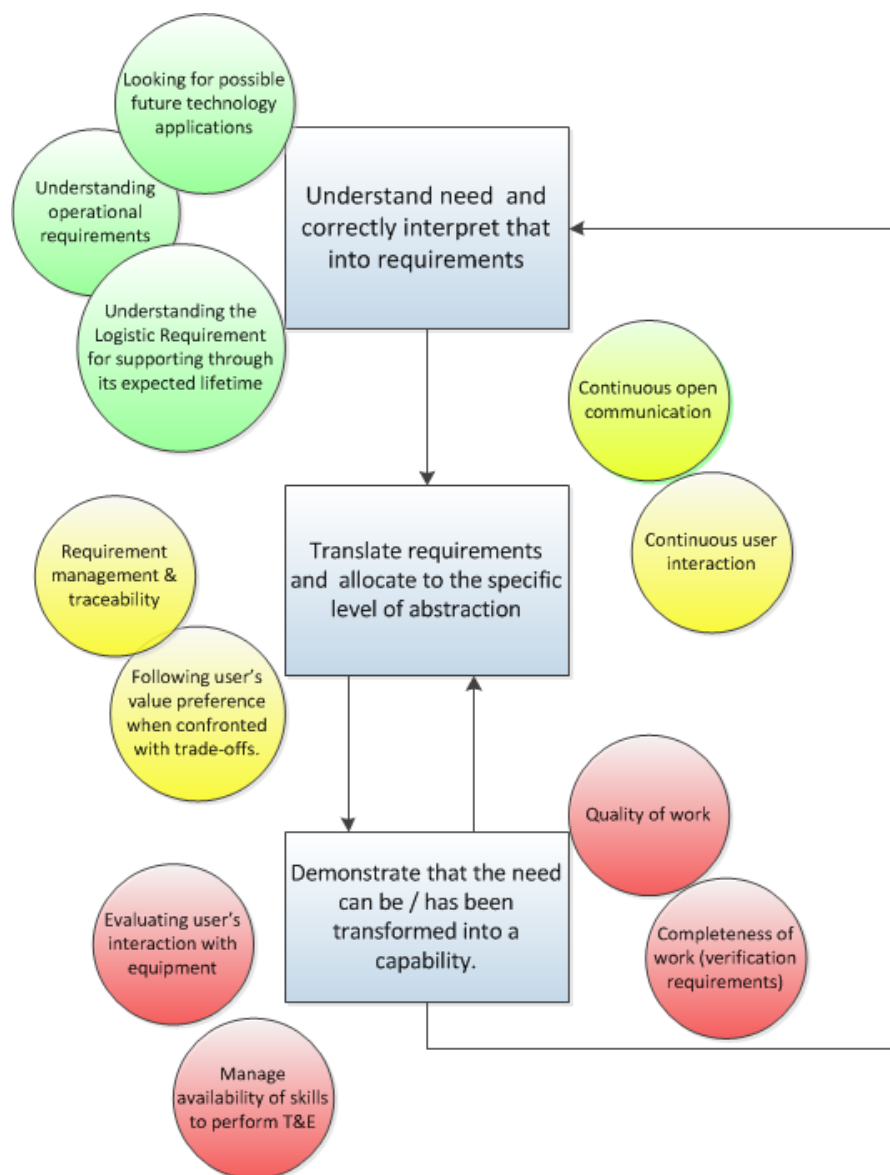 Looking for possible
future technology
applications
Understanding
operational
requirements
Understanding the
Logistic Requirement
for supporting through
its expected lifetime
Understand need and
correctly interpret that
into requirements
Continuous open
communication
Continuous user
interaction
Requirement
management &
traceability
Following user's
value preference
when confronted
with trade-offs.
Translate requirements
and allocate to the specific
level of abstraction
Quality of work
Completeness of
work (verification
requirements)
Demonstrate that the need
can be / has been
transformed into a
capability.
Evaluating user's
interaction with
equipment
Manage
availability of skills
to perform T&E